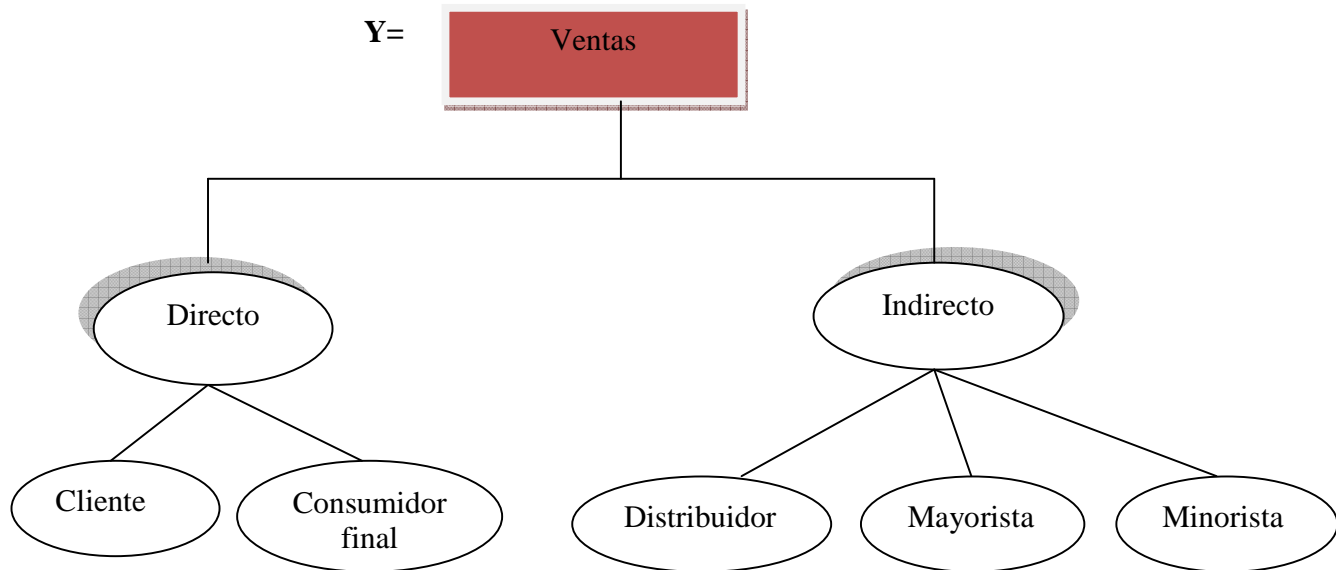 Y=
Ventas
Directo
Indirecto
Cliente
Consumidor
final
Distribuidor
Mayorista
Minorista